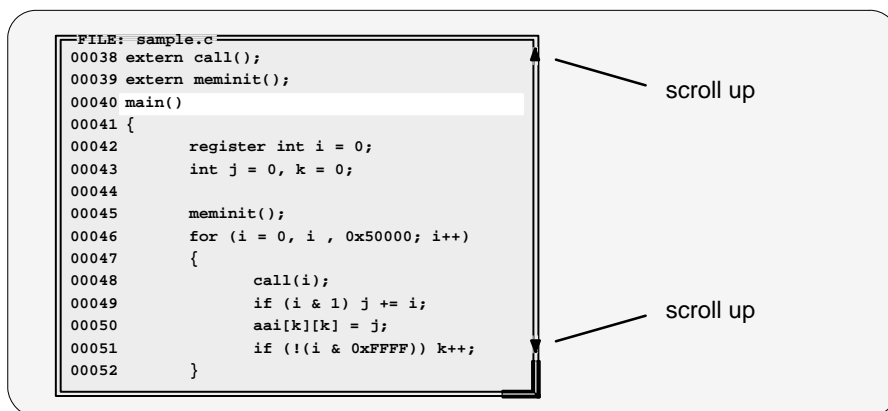 FILE: sample.c
00038 extern call();
00039 extern meminit();
00040 main()
00041 {
00042 register int i = 0;
00043 int j = 0, k = 0;
00044
00045 meminit();
00046 for (i = 0, i , 0x50000; i++)
00047 {
00048 call(i);
00049 if (i & 1) j += i;
00050 aai[k][k] = j;
00051 if (!(i & 0xFFFF)) k++;
00052 }
scroll up
scroll up